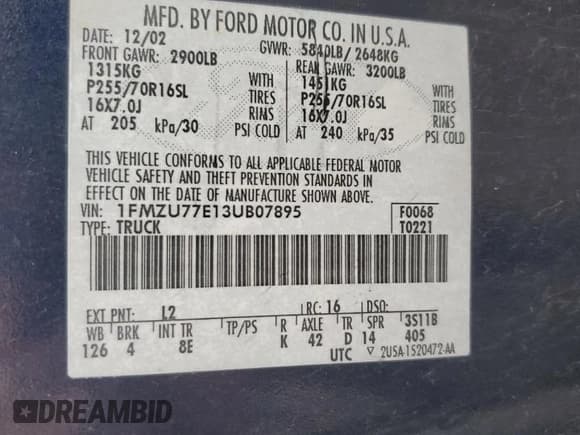 MFD. BY FORD MOTOR CO. IN U.S.A.
DATE: 12/02 GVWR: 5840LB/ 2648KG
FRONT GAWR: 2900LB REAR GAWR: 3200LB
1315KG WITH 1451KG WITH
P255/70R16SL TIRES P255/70R16SL TIRES
16X7.0J RIMS 16X7.0J RIMS
AT 205 kPa/30 PSI COLD AT 240 kPa/35 PSI COLD
THIS VEHICLE CONFORMS TO ALL APPLICABLE FEDERAL MOTOR
VEHICLE SAFETY AND THEFT PREVENTION STANDARDS IN
EFFECT ON THE DATE OF MANUFACTURE SHOWN ABOVE.
VIN: 1FMZU77E13UB07895 F0068
TYPE: TRUCK T0221
EXT PNT: L2 RC: 16 DSO:
WB BRK INT TR TP/PS R AXLE TR SPR 3S11B
126 4 8E K 42 D 14 405
UTC ▽ 2U5A-1520472-AA
DREAMBID